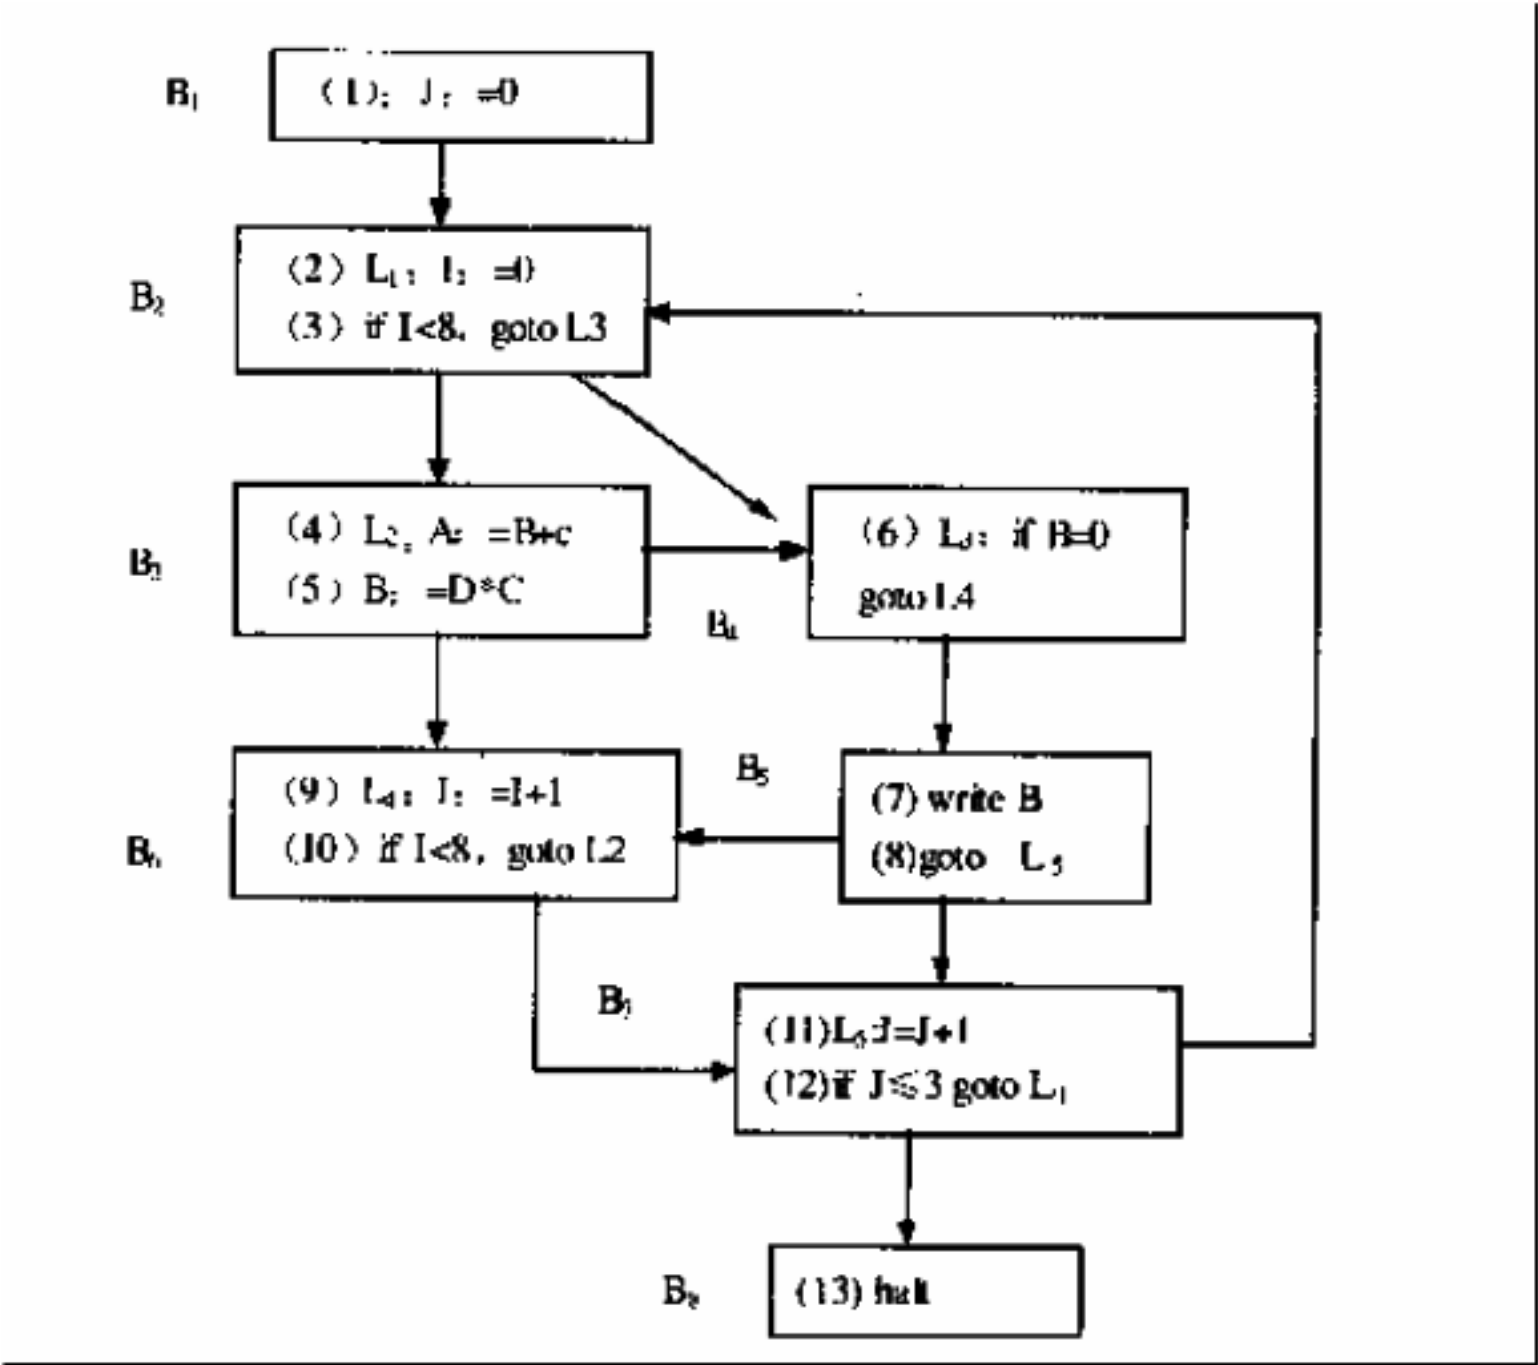 B1
(1): J: =0
B2
(2) L1: I: =0
(3) if I<8, goto L3
B3
(4) L2: A: =B+c
(5) B: =D*C
(6) L3: if B=0
goto L4
B4
B5
(9) L4: I: =I+1
(10) if I<8, goto L2
B6
(7) write B
(8)goto L5
B7
(11)L5:J=J+1
(12)if J≤3 goto L1
B8
(13) halt